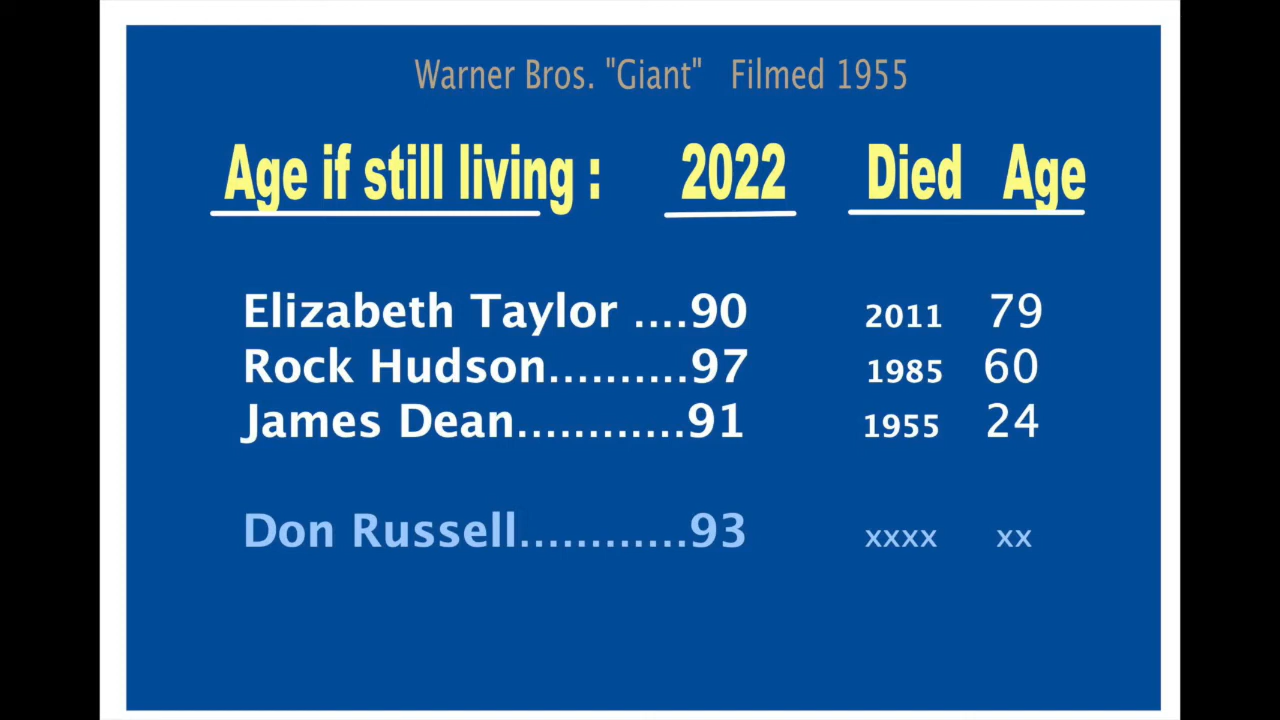 Warner Bros. "Giant" Filmed 1955
Age if still living : 2022 Died Age
Elizabeth Taylor ....90 2011 79
Rock Hudson..........97 1985 60
James Dean............91 1955 24
Don Russell............93 xxxx xx